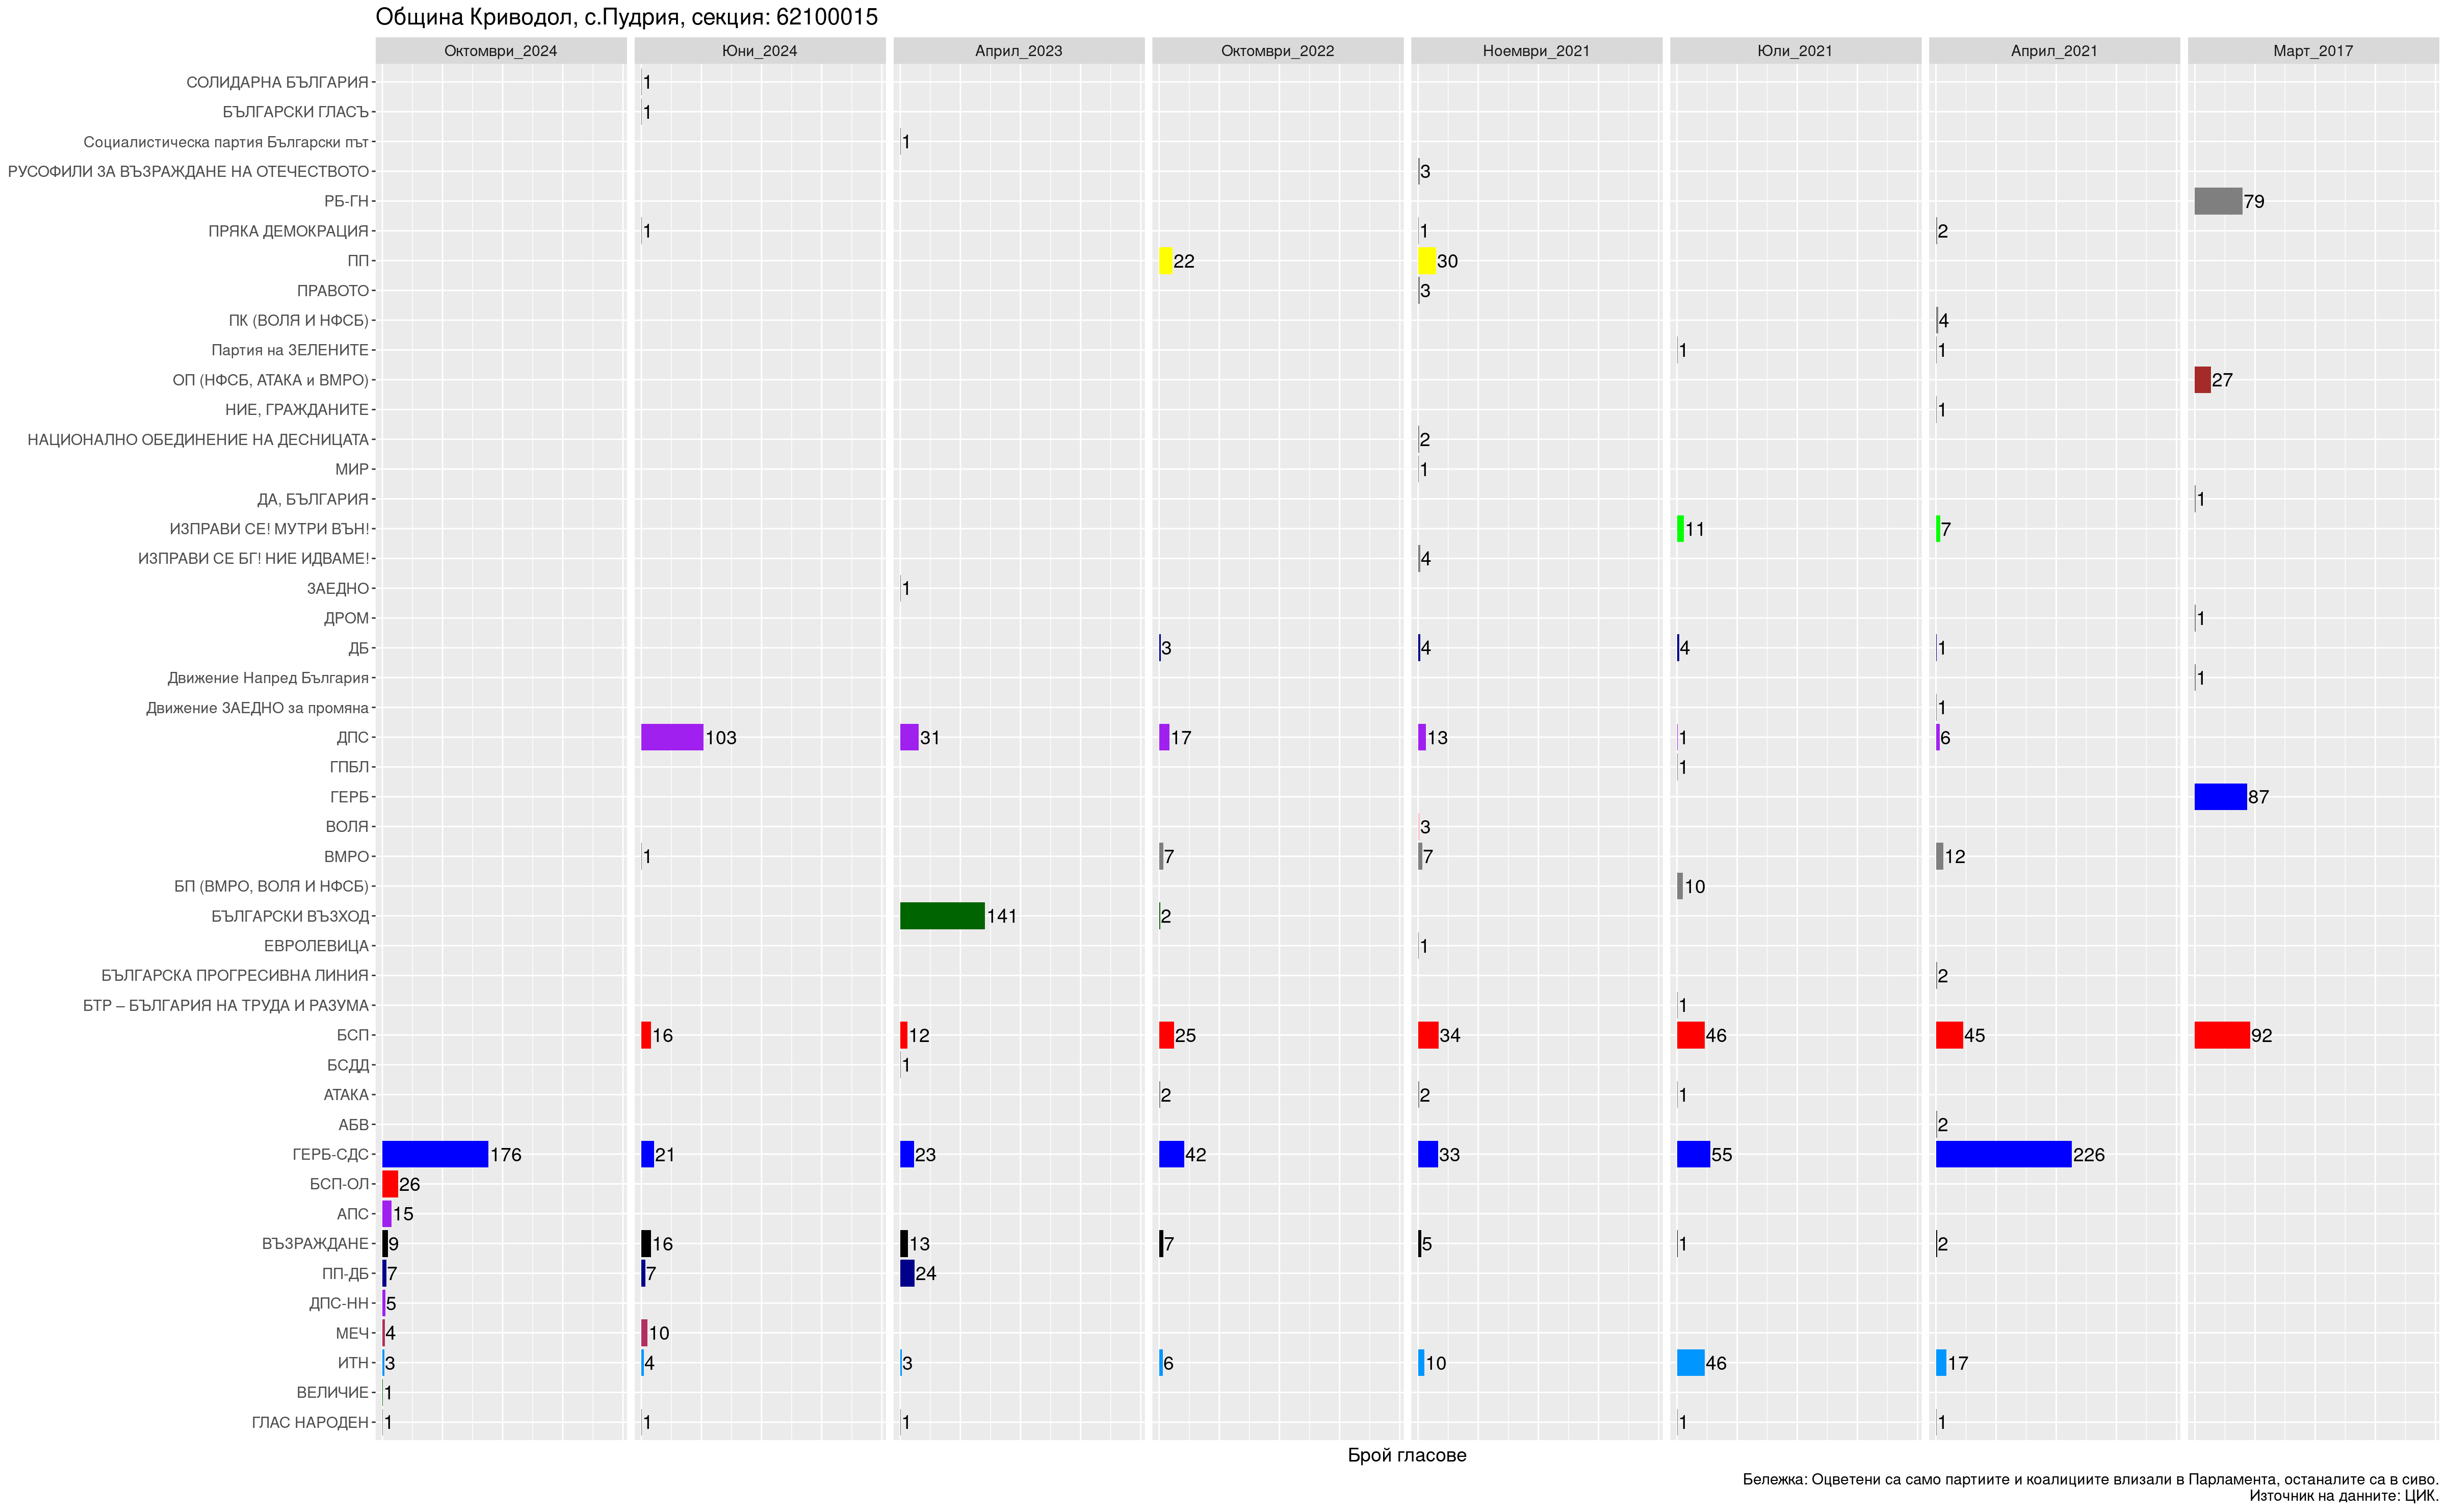 Община Криводол, с.Пудрия, секция: 62100015
Октомври_2024 Юни_2024 Април_2023 Октомври_2022 Ноември_2021 Юли_2021 Април_2021 Март_2017
СОЛИДАРНА БЪЛГАРИЯ 1
БЪЛГАРСКИ ГЛАСЪ 1
Социалистическа партия Български път 1
РУСОФИЛИ ЗА ВЪЗРАЖДАНЕ НА ОТЕЧЕСТВОТО 3
РБ-ГН 79
ПРЯКА ДЕМОКРАЦИЯ 1 1 2
ПП 22 30
ПРАВОТО 3
ПК (ВОЛЯ И НФСБ) 4
Партия на ЗЕЛЕНИТЕ 1 1
ОП (НФСБ, АТАКА и ВМРО) 27
НИЕ, ГРАЖДАНИТЕ 1
НАЦИОНАЛНО ОБЕДИНЕНИЕ НА ДЕСНИЦАТА 2
МИР 1
ДА, БЪЛГАРИЯ 1
ИЗПРАВИ СЕ! МУТРИ ВЪН! 11 7
ИЗПРАВИ СЕ БГ! НИЕ ИДВАМЕ! 4
ЗАЕДНО 1
ДРОМ 1
ДБ 3 4 4 1
Движение Напред България 1
Движение ЗАЕДНО за промяна 1
ДПС 103 31 17 13 1 6
ГПБЛ 1
ГЕРБ 87
ВОЛЯ 3
ВМРО 1 7 7 12
БП (ВМРО, ВОЛЯ И НФСБ) 10
БЪЛГАРСКИ ВЪЗХОД 141 2
ЕВРОЛЕВИЦА 1
БЪЛГАРСКА ПРОГРЕСИВНА ЛИНИЯ 2
БТР – БЪЛГАРИЯ НА ТРУДА И РАЗУМА 1
БСП 16 12 25 34 46 45 92
БСДД 1
АТАКА 2 2 1
АБВ 2
ГЕРБ-СДС 176 21 23 42 33 55 226
БСП-ОЛ 26
АПС 15
ВЪЗРАЖДАНЕ 9 16 13 7 5 1 2
ПП-ДБ 7 7 24
ДПС-НН 5
МЕЧ 4 10
ИТН 3 4 3 6 10 46 17
ВЕЛИЧИЕ 1
ГЛАС НАРОДЕН 1 1 1 1 1
Брой гласове
Бележка: Оцветени са само партиите и коалициите влизали в Парламента, останалите са в сиво.
Източник на данните: ЦИК.